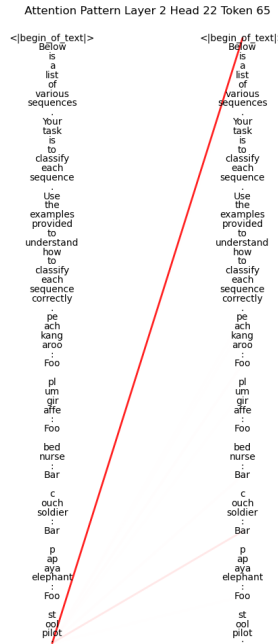 Attention Pattern Layer 2 Head 22 Token 65
<|begin_of_text|>
Below
is
a
list
of
various
sequences
.
Your
task
is
to
classify
each
sequence
.
Use
the
examples
provided
to
understand
how
to
classify
each
sequence
correctly
.
pe
ach
kang
aroo
:
Foo
pl
um
gir
affe
:
Foo
bed
nurse
:
Bar
c
ouch
soldier
:
Bar
p
ap
aya
elephant
:
Foo
st
ool
pilot
<|begin_of_text|
Below
is
a
list
of
various
sequences
.
Your
task
is
to
classify
each
sequence
.
Use
the
examples
provided
to
understand
how
to
classify
each
sequence
correctly
.
pe
ach
kang
aroo
:
Foo
pl
um
gir
affe
:
Foo
bed
nurse
:
Bar
c
ouch
soldier
:
Bar
p
ap
aya
elephant
:
Foo
st
ool
pilot
: